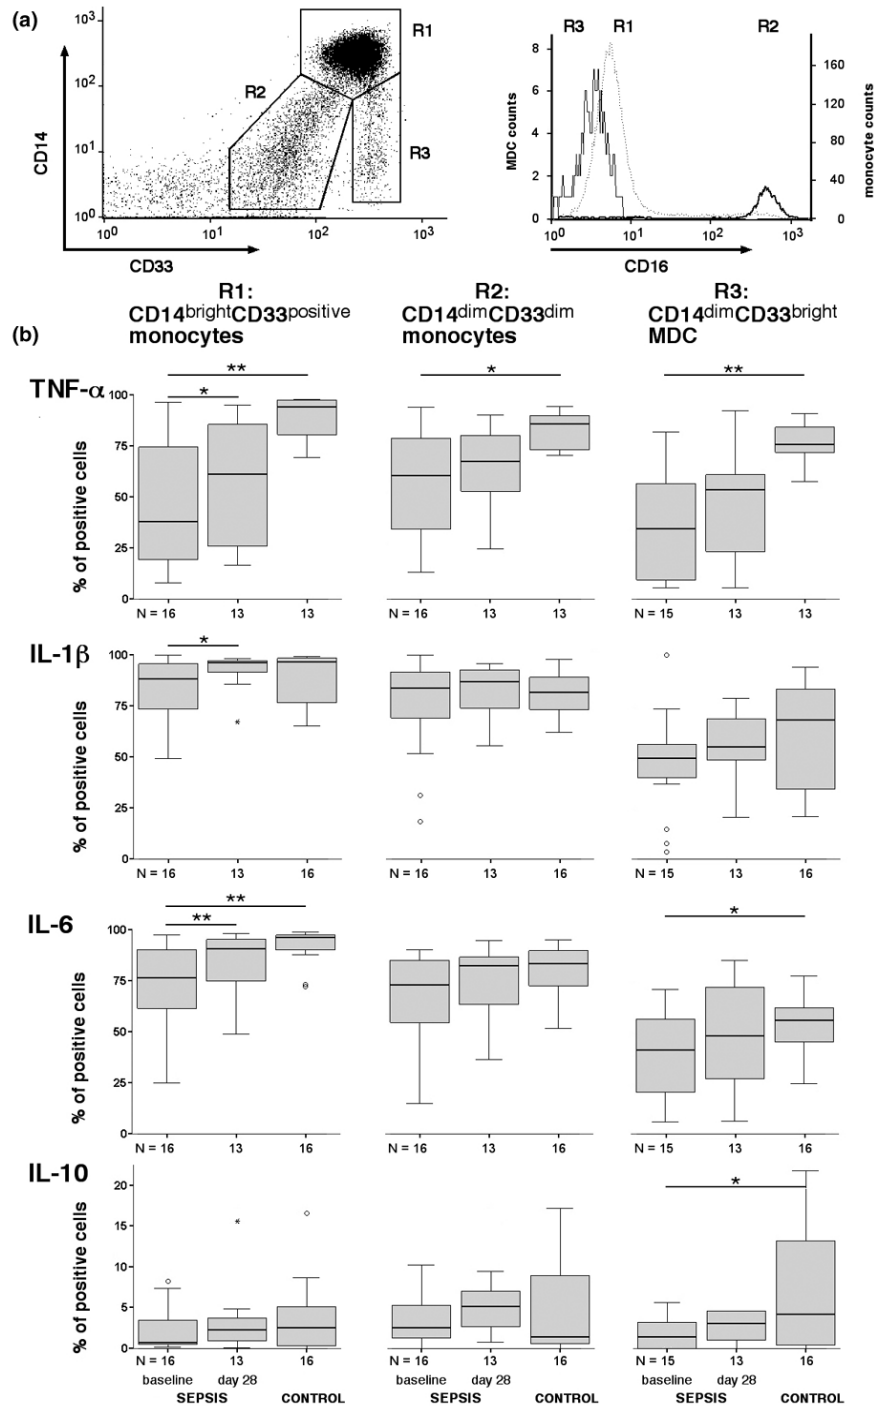 (a)
10³
10²
10¹
10⁰
10⁰ 10¹ 10² 10³
CD14
CD33
R1
R2
R3
R3 R1 R2
8
6
4
2
0
MDC counts
160
120
80
40
0
monocyte counts
10⁰ 10¹ 10² 10³
CD16
(b)
R1:
CD14brightCD33positive
monocytes
R2:
CD14dimCD33dim
monocytes
R3:
CD14dimCD33bright
MDC
TNF-α
% of positive cells
100
75
50
25
0
**
*
*
**
N = 16 13 13
N = 16 13 13
N = 15 13 13
IL-1β
% of positive cells
100
75
50
25
0
*
*
N = 16 13 16
N = 16 13 16
N = 15 13 16
IL-6
% of positive cells
100
75
50
25
0
**
**
*
N = 16 13 16
N = 16 13 16
N = 15 13 16
IL-10
% of positive cells
20
15
10
5
0
*
*
N = 16 13 16
N = 16 13 16
N = 15 13 16
baseline day 28
SEPSIS CONTROL
baseline day 28
SEPSIS CONTROL
baseline day 28
SEPSIS CONTROL